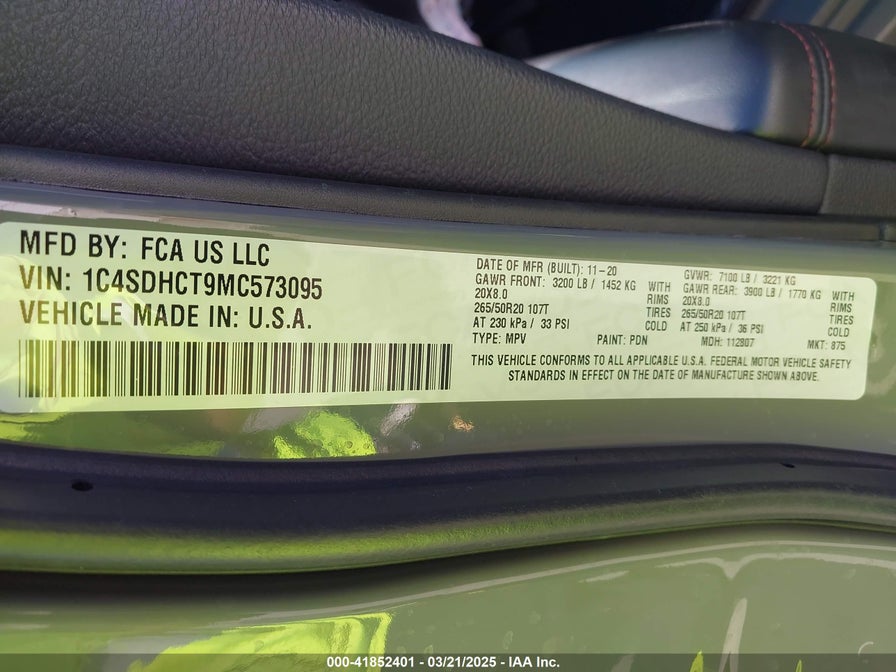 MFD BY: FCA US LLC
VIN: 1C4SDHCT9MC573095
VEHICLE MADE IN: U.S.A.
DATE OF MFR (BUILT): 11-20
GAWR FRONT: 3200 LB / 1452 KG WITH
20X8.0 RIMS
265/50R20 107T TIRES
AT 230 kPa / 33 PSI COLD
TYPE: MPV PAINT: PDN
GVWR: 7100 LB / 3221 KG
GAWR REAR: 3900 LB / 1770 KG WITH
20X8.0 RIMS
265/50R20 107T TIRES
AT 250 kPa / 36 PSI COLD
MDH: 112807 MKT: 875
THIS VEHICLE CONFORMS TO ALL APPLICABLE U.S.A. FEDERAL MOTOR VEHICLE SAFETY
STANDARDS IN EFFECT ON THE DATE OF MANUFACTURE SHOWN ABOVE.
000-41852401 - 03/21/2025 - IAA Inc.